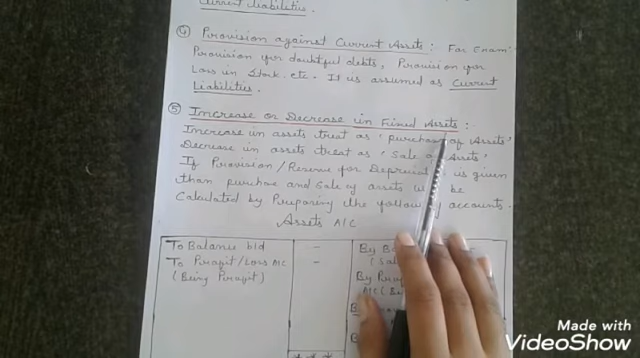 Current Liabilities.
④ Provision against Current Assets : For Exam
Provision for doubtful debts, Provision for
Loss in Stock, etc. It is assumed as Current
Liabilities.
⑤ Increase or Decrease in Fixed Assets :
Increase in assets treat as 'purchase of Assets'
Decrease in assets treat as 'Sale of Assets'
If Provision / Reserve for is given
than purchase and Sale of assets be
Calculated by Preparing the accounts.
Assets A/C
To Balance b/d –
To Profit/Loss A/C –
(Being Profit)
By
By
A/C
Made with
VideoShow